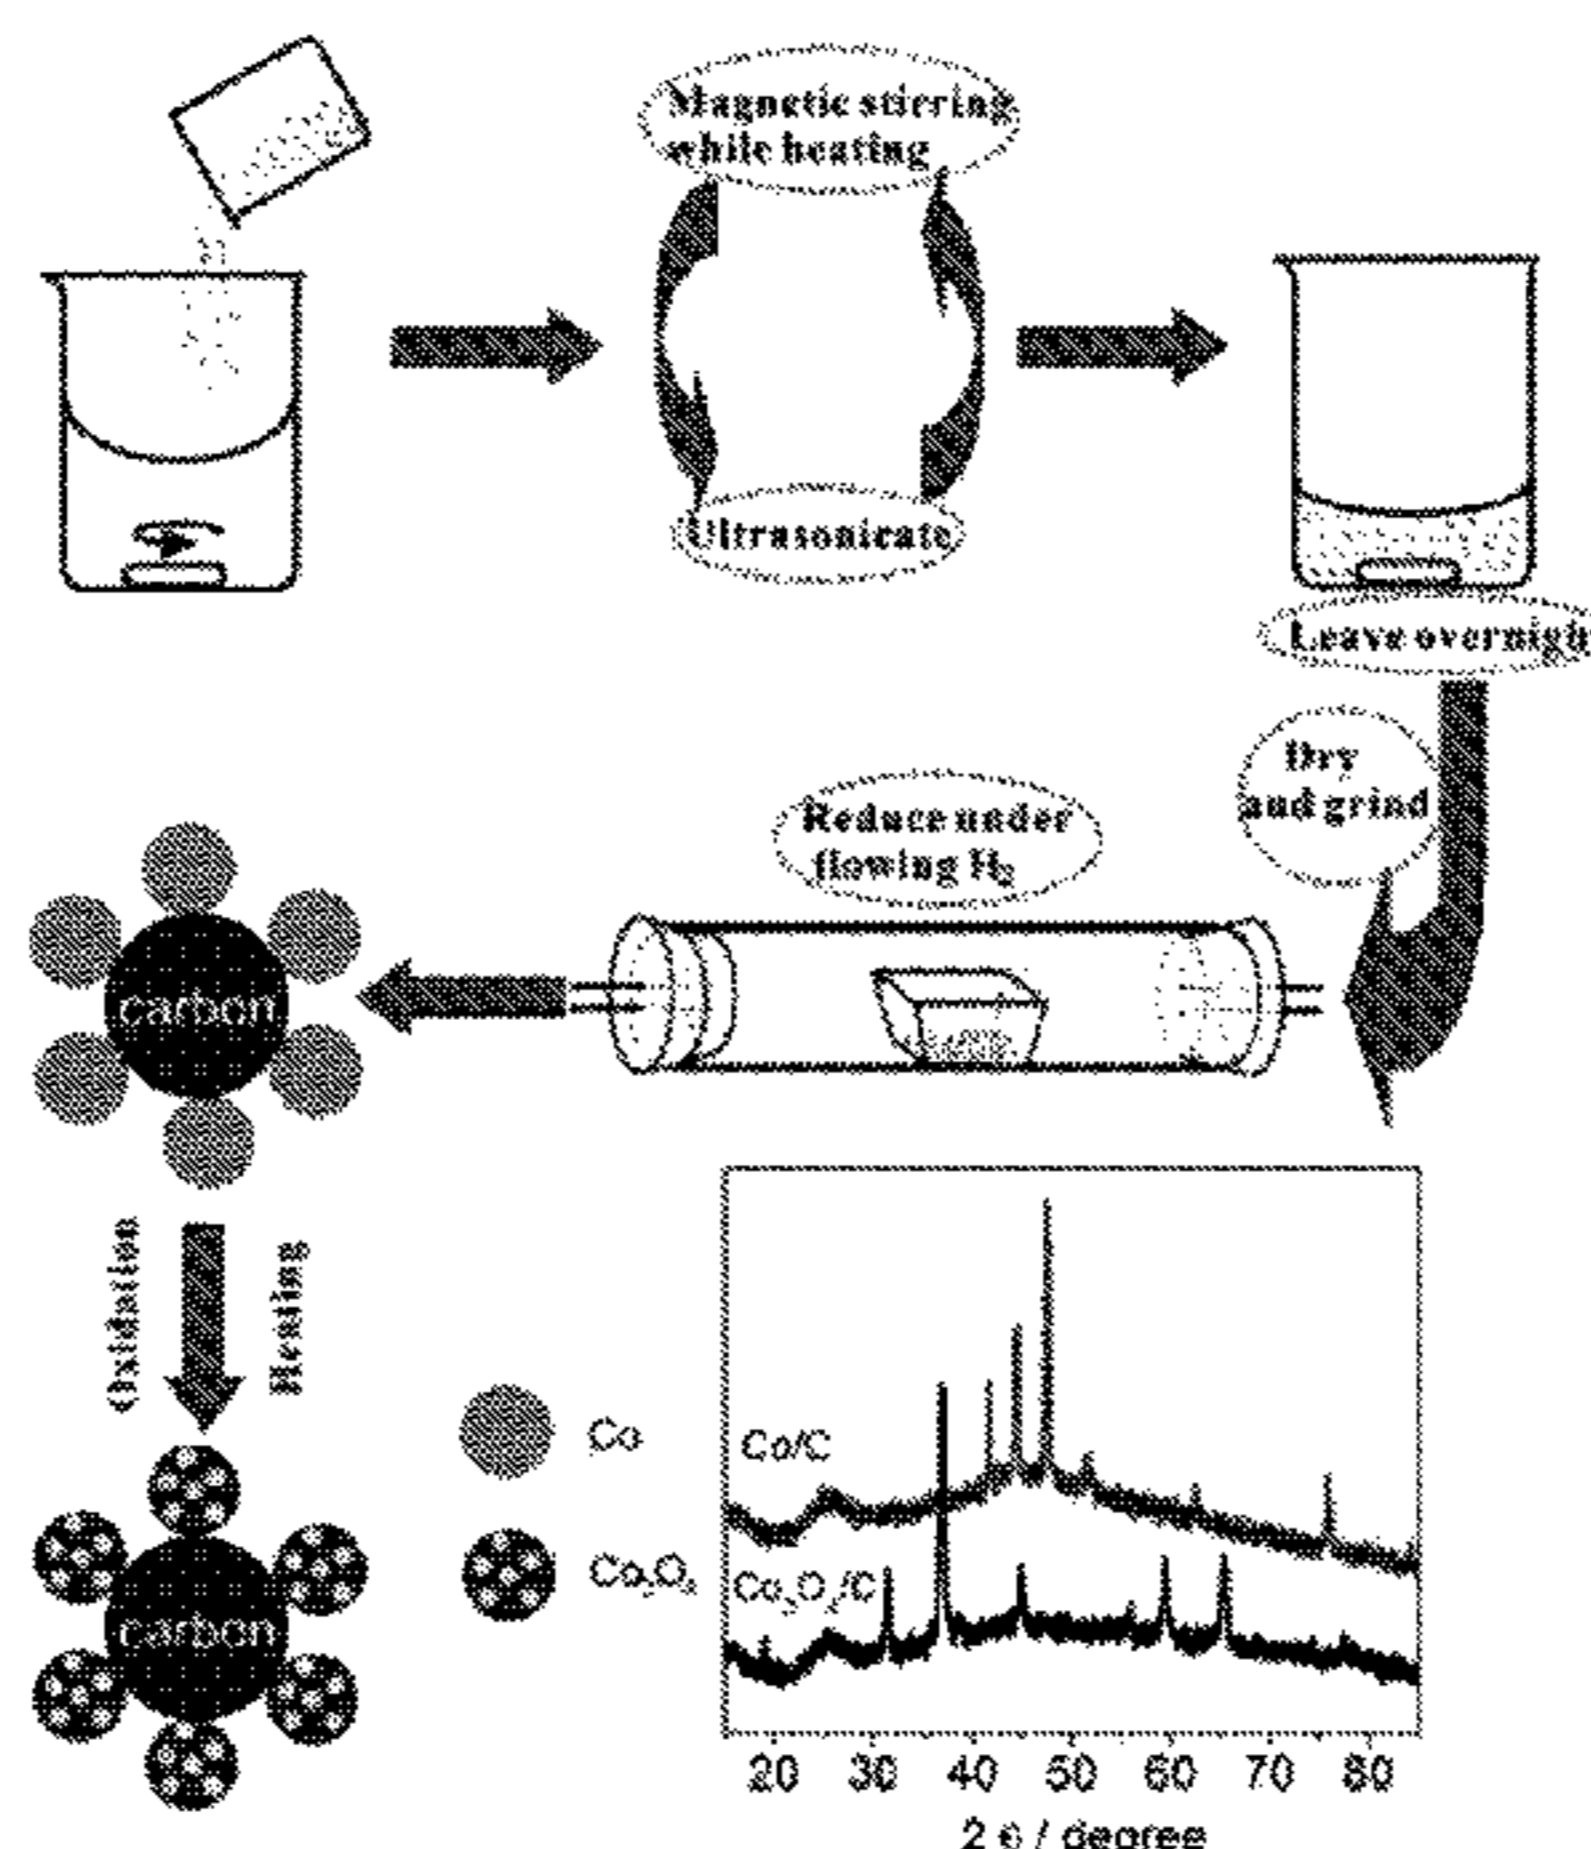 Magnetic stirring
while heating
Ultrasonicate
Leave overnigh
Dry
and grind
Reduce under
flowing H₂
carbon
Oxidation
Heating
carbon
Co
Co₃O₄
Co/C
Co₃O₄/C
20 30 40 50 60 70 80
2 θ / degree